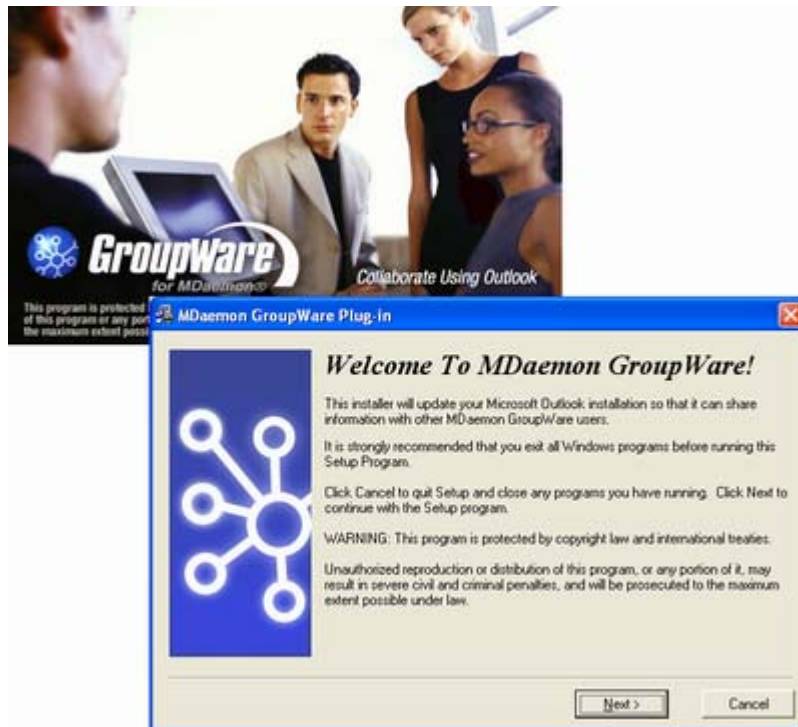 GroupWare
for MDaemon®
Collaborate Using Outlook
This program is protected
of this program or any port
the maximum extent possi
MDaemon GroupWare Plug-in
Welcome To MDaemon GroupWare!
This installer will update your Microsoft Outlook installation so that it can share
information with other MDaemon GroupWare users.
It is strongly recommended that you exit all Windows programs before running this
Setup Program.
Click Cancel to quit Setup and close any programs you have running. Click Next to
continue with the Setup program.
WARNING: This program is protected by copyright law and international treaties.
Unauthorized reproduction or distribution of this program, or any portion of it, may
result in severe civil and criminal penalties, and will be prosecuted to the maximum
extent possible under law.
Next >
Cancel